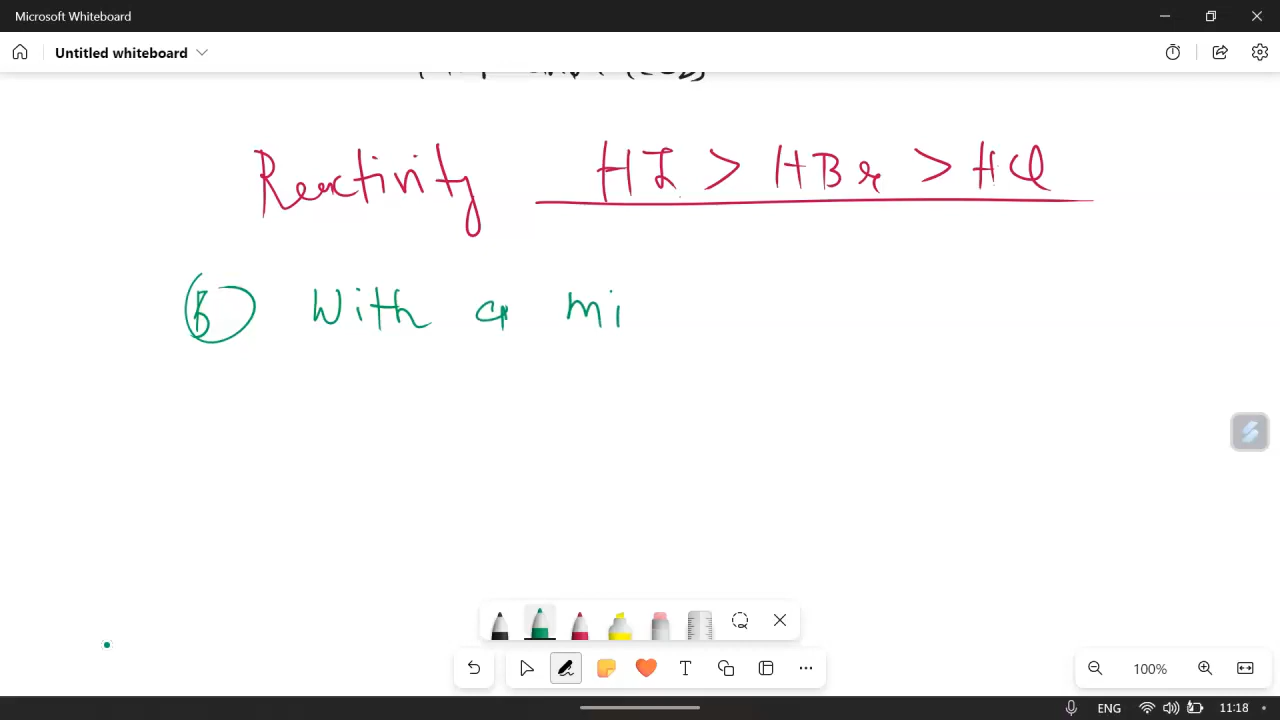 Microsoft Whiteboard
Untitled whiteboard
Reactivity HI > HBr > HCl
(B) With a mi
100%
ENG 11:18